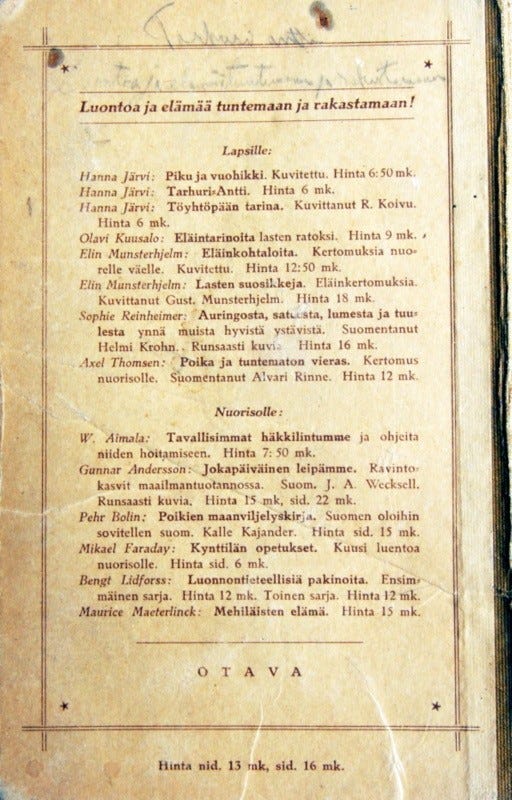 Luontoa ja elämää tuntemaan ja rakastamaan!
Lapsille:
Hanna Järvi: Piku ja vuohikki. Kuvitettu. Hinta 6:50 mk.
Hanna Järvi: Tarhuri-Antti. Hinta 6 mk.
Hanna Järvi: Töyhtöpään tarina. Kuvittanut R. Koivu.
Hinta 6 mk.
Olavi Kuusalo: Eläintarinoita lasten ratoksi. Hinta 9 mk.
Elin Munsterhjelm: Eläinkohtaloita. Kertomuksia nuo-
relle väelle. Kuvitettu. Hinta 12:50 mk.
Elin Munsterhjelm: Lasten suosikkeja. Eläinkertomuksia.
Kuvittanut Gust. Munsterhjelm. Hinta 18 mk.
Sophie Reinheimer: Auringosta, sateesta, lumesta ja tuu-
lesta ynnä muista hyvistä ystävistä. Suomentanut
Helmi Krohn. Runsaasti kuvia. Hinta 16 mk.
Axel Thomsen: Poika ja tuntematon vieras. Kertomus
nuorisolle. Suomentanut Alvari Rinne. Hinta 12 mk.
Nuorisolle:
W. Aimala: Tavallisimmat häkkilintumme ja ohjeita
niiden hoitamiseen. Hinta 7:50 mk.
Gunnar Andersson: Jokapäiväinen leipämme. Ravinto-
kasvit maailmantuotannossa. Suom. J. A. Wecksell.
Runsaasti kuvia. Hinta 15 mk, sid. 22 mk.
Pehr Bolin: Poikien maanviljelyskirja. Suomen oloihin
sovitellen suom. Kalle Kajander. Hinta sid. 15 mk.
Mikael Faraday: Kynttilän opetukset. Kuusi luentoa
nuorisolle. Hinta sid. 6 mk.
Bengt Lidforss: Luonnontieteellisiä pakinoita. Ensim-
mäinen sarja. Hinta 12 mk. Toinen sarja. Hinta 12 mk.
Maurice Maeterlinck: Mehiläisten elämä. Hinta 15 mk.
OTAVA
Hinta nid. 13 mk, sid. 16 mk.